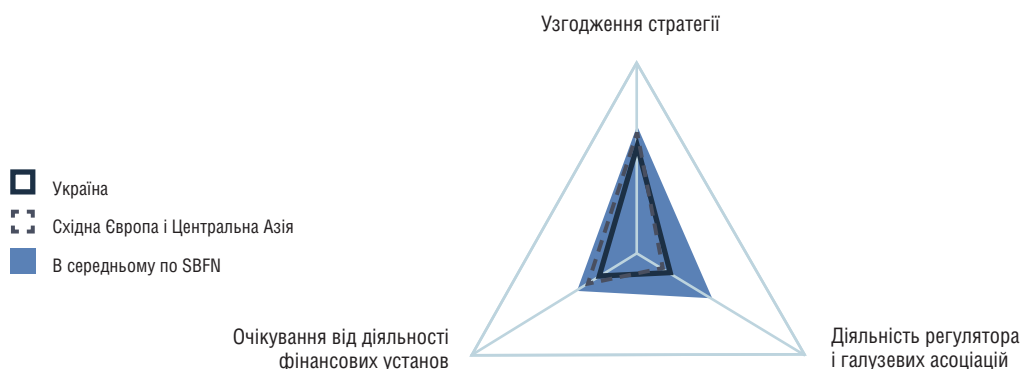 Узгодження стратегії
Україна
Східна Європа і Центральна Азія
В середньому по SBFN
Очікування від діяльності
фінансових установ
Діяльність регулятора
і галузевих асоціацій